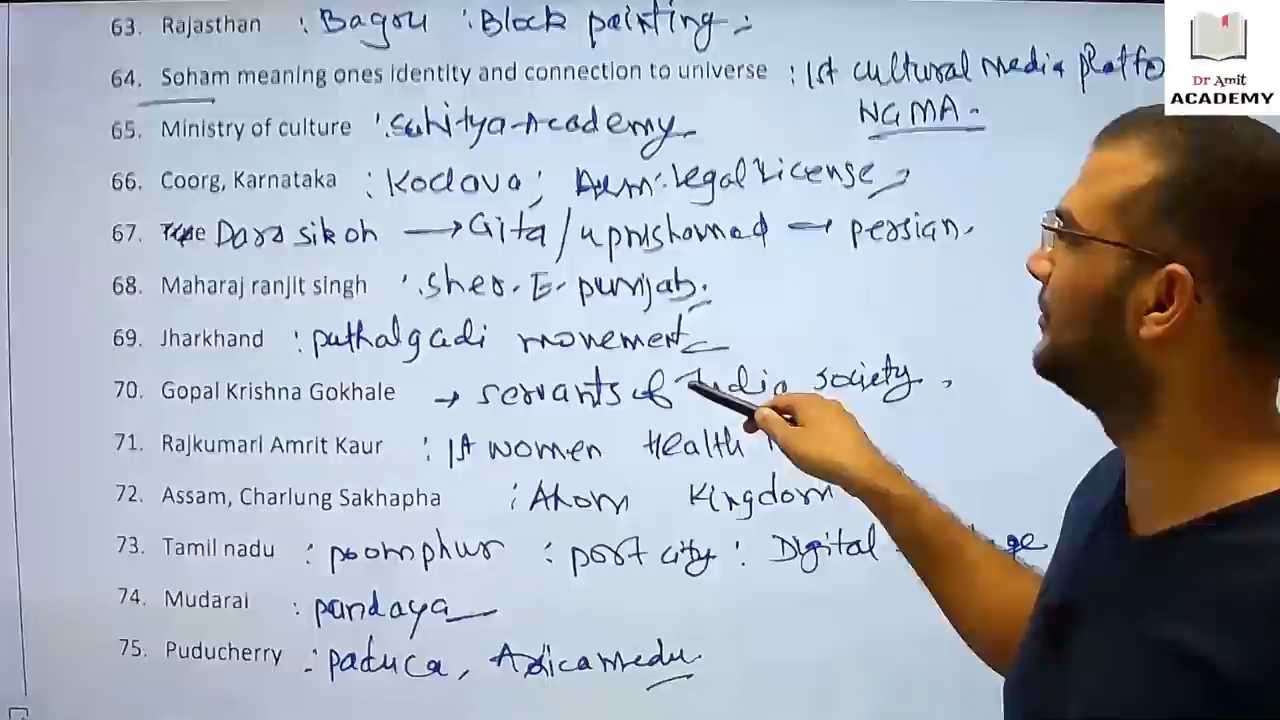 63. Rajasthan : Bagru : Block painting
64. Soham meaning ones identity and connection to universe : 1st cultural media platfo
NGMA.
65. Ministry of culture : Sahitya-Academy
66. Coorg, Karnataka : Kodava; Arm: Legal License
67. The Dara sikoh → Gita / → persian.
68. Maharaj ranjit singh : Sher-E-punjab.
69. Jharkhand : pathalgadi movement
70. Gopal Krishna Gokhale → servants of India society,
71. Rajkumari Amrit Kaur : 1st women Health
72. Assam, Charlung Sakhapha : Ahom Kingdom
73. Tamil nadu : poomphur : port city : Digital
74. Mudarai : pandaya
75. Puducherry : paduca, Aricamedu
Dr Amit
ACADEMY